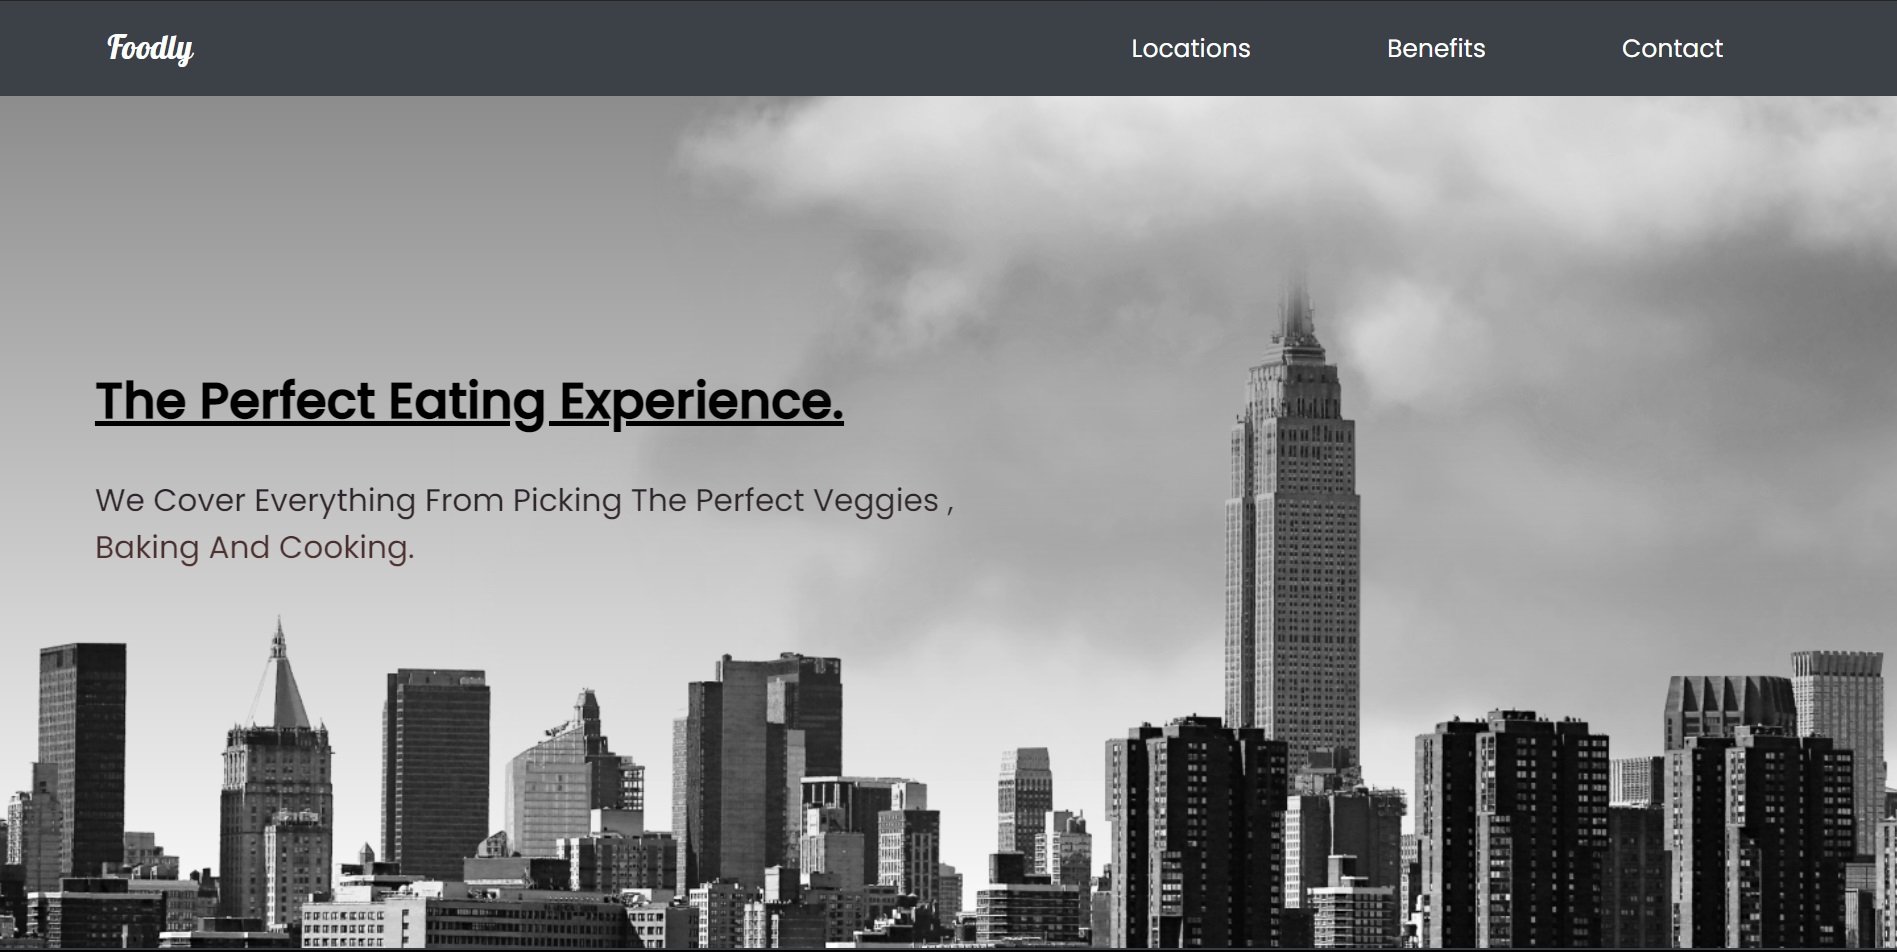 Foodly
Locations Benefits Contact
The Perfect Eating Experience.
We Cover Everything From Picking The Perfect Veggies ,
Baking And Cooking.